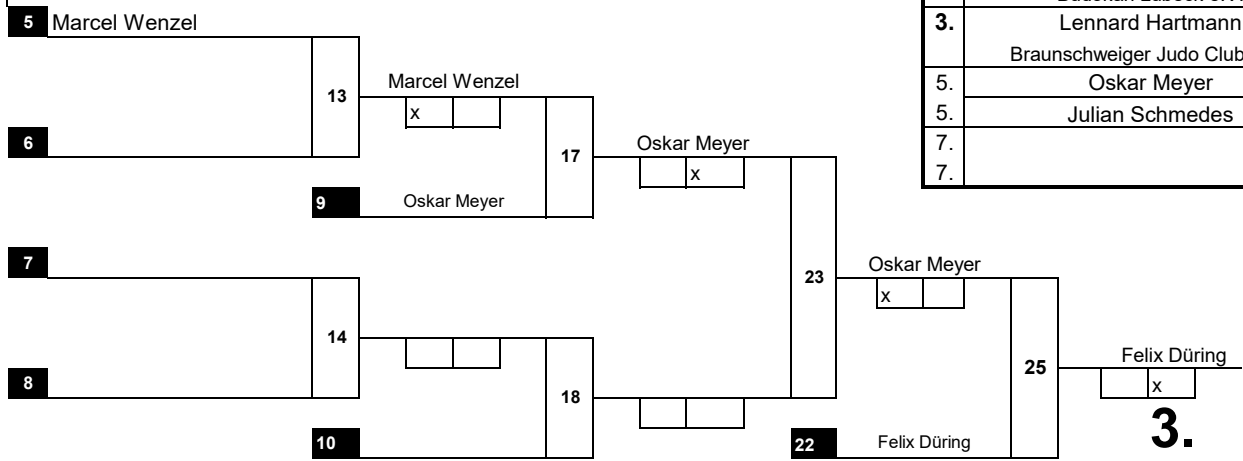 5 Marcel Wenzel
3. Lennard Hartmann
Braunschweiger Judo Club
5. Oskar Meyer
5. Julian Schmedes
7.
7.
13 Marcel Wenzel
x
6
17 Oskar Meyer
x
9 Oskar Meyer
7
23 Oskar Meyer
x
14
8
18
25 Felix Düring
x
3.
10
22 Felix Düring